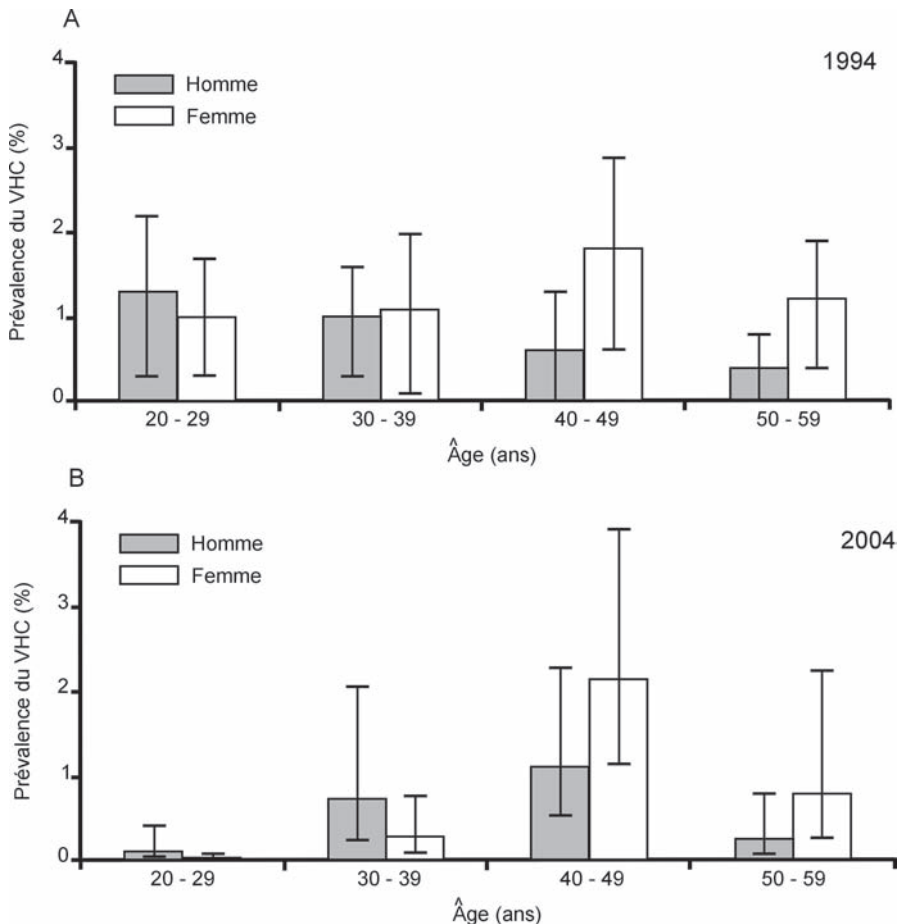 A
1994
Homme
Femme
Prévalence du VHC (%)
4
3
2
1
0
20 - 29 30 - 39 40 - 49 50 - 59
Âge (ans)
B
2004
Homme
Femme
Prévalence du VHC (%)
4
3
2
1
0
20 - 29 30 - 39 40 - 49 50 - 59
Âge (ans)